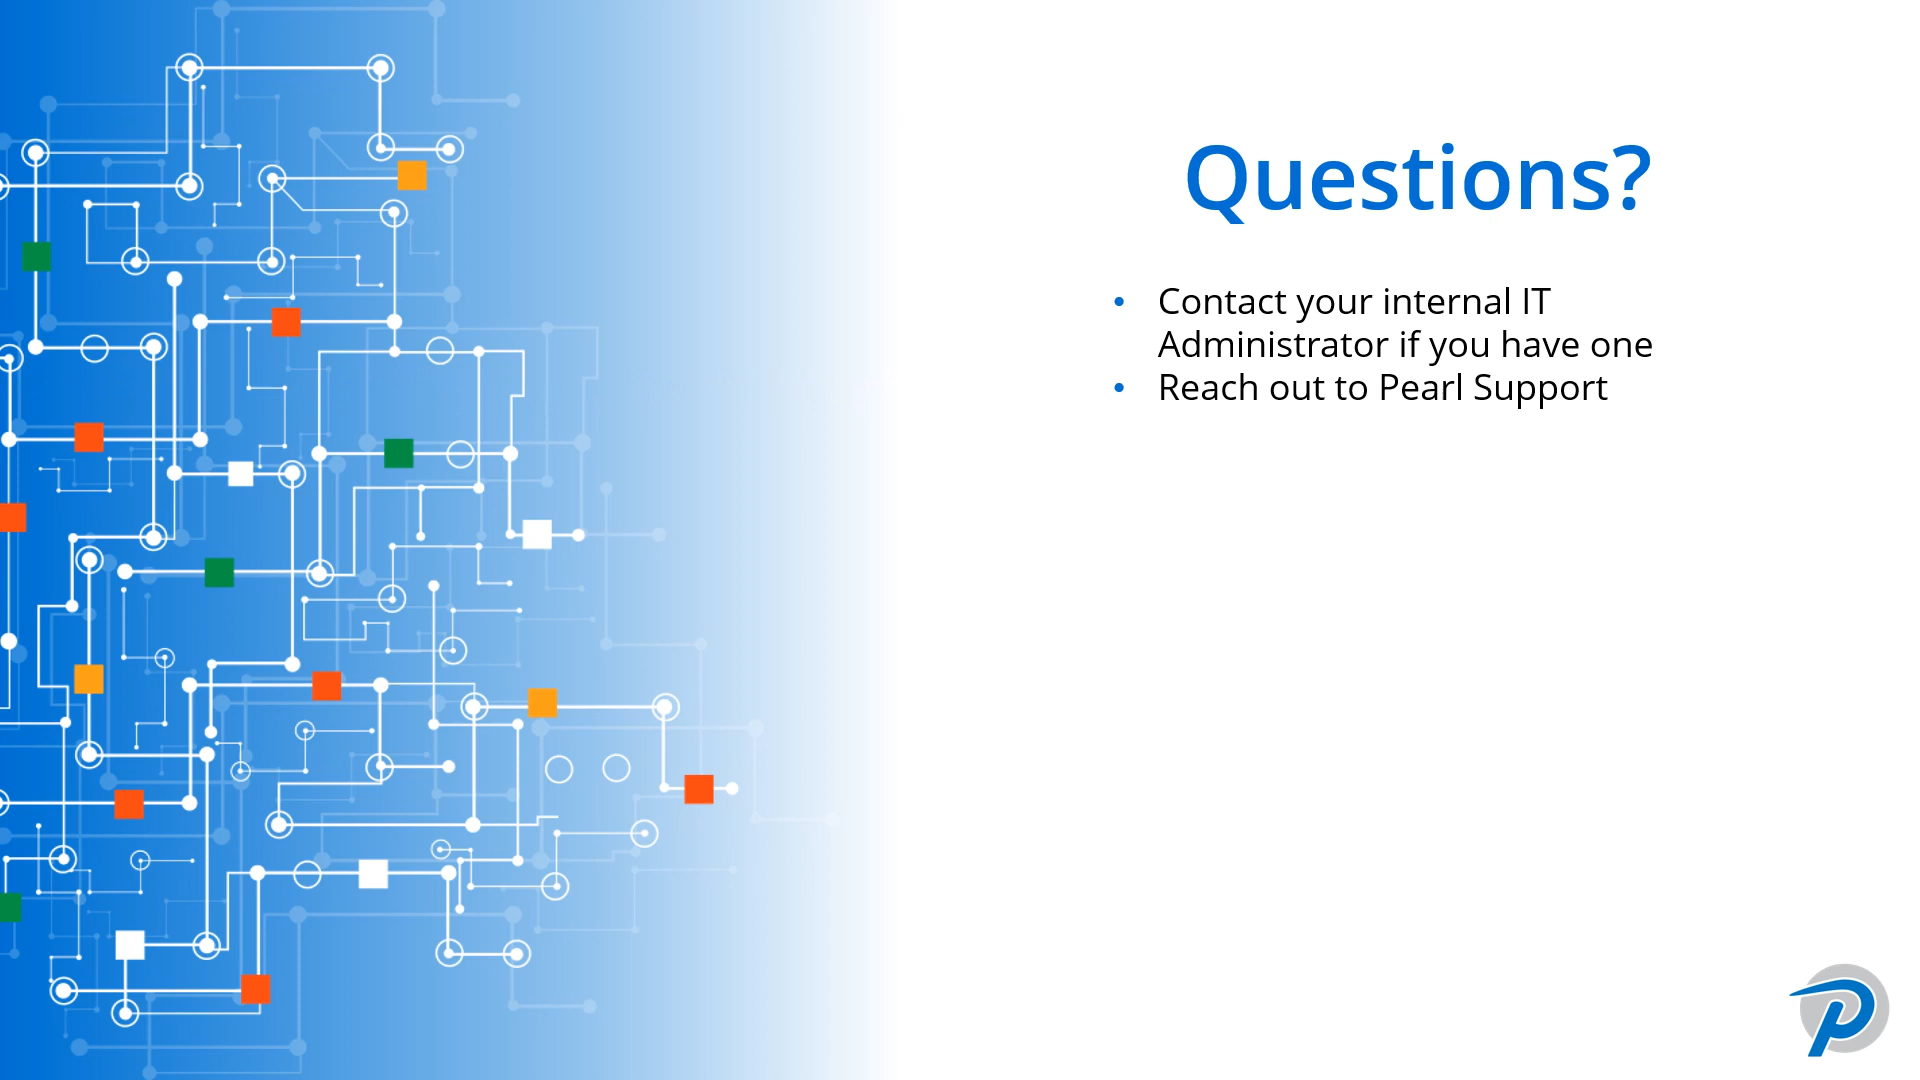 Questions?
• Contact your internal IT
Administrator if you have one
• Reach out to Pearl Support